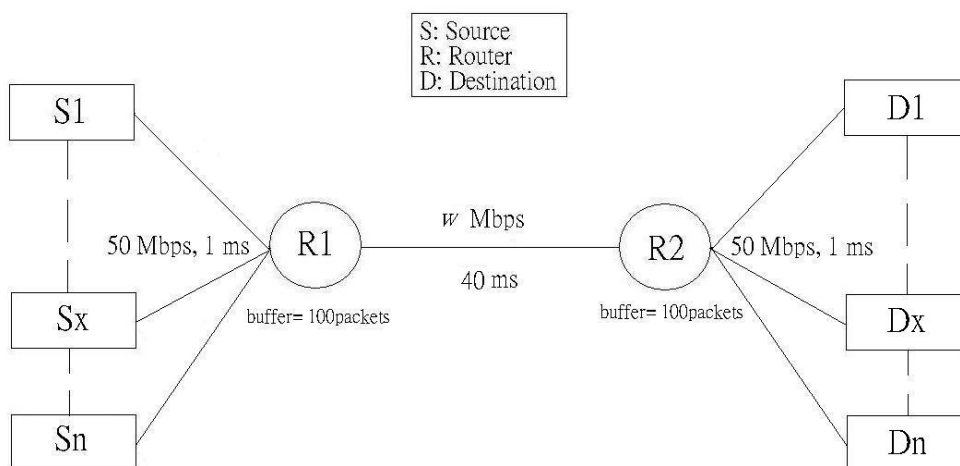 S: Source
R: Router
D: Destination
S1
D1
w Mbps
50 Mbps, 1 ms
R1
R2
50 Mbps, 1 ms
40 ms
Sx
buffer= 100packets
buffer= 100packets
Dx
Sn
Dn